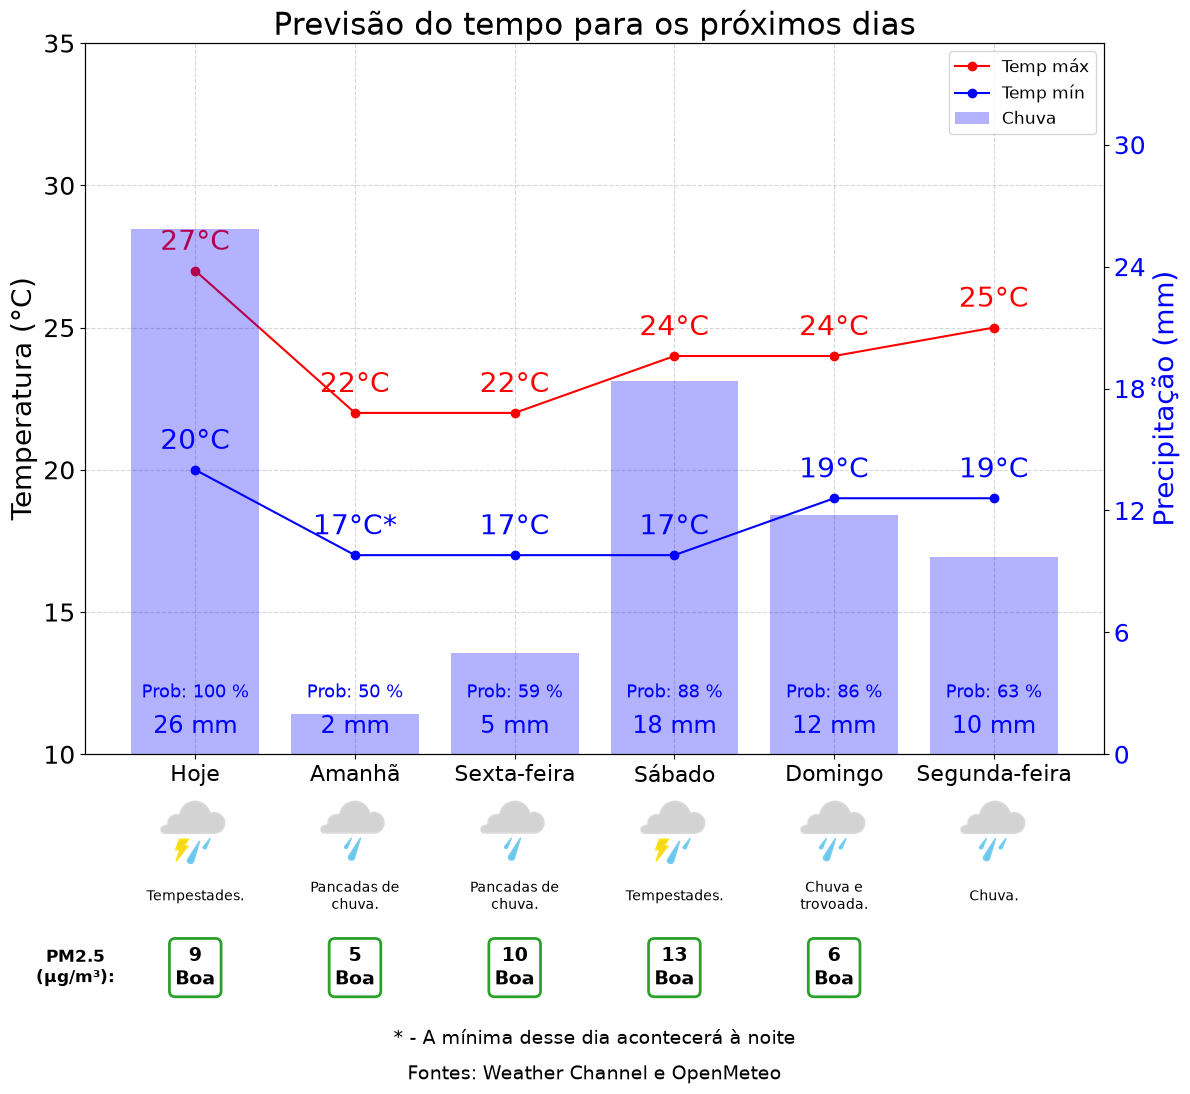 Previsão do tempo para os próximos dias
Temp máx
Temp mín
Chuva
Temperatura (°C)
35
30
25
20
15
10
Precipitação (mm)
30
24
18
12
6
0
27°C
22°C
22°C
24°C
24°C
25°C
20°C
17°C*
17°C
17°C
19°C
19°C
Prob: 100 %
Prob: 50 %
Prob: 59 %
Prob: 88 %
Prob: 86 %
Prob: 63 %
26 mm
2 mm
5 mm
18 mm
12 mm
10 mm
Hoje
Amanhã
Sexta-feira
Sábado
Domingo
Segunda-feira
Tempestades.
Pancadas de
chuva.
Pancadas de
chuva.
Tempestades.
Chuva e
trovoada.
Chuva.
PM2.5
(µg/m³):
9
Boa
5
Boa
10
Boa
13
Boa
6
Boa
* - A mínima desse dia acontecerá à noite
Fontes: Weather Channel e OpenMeteo